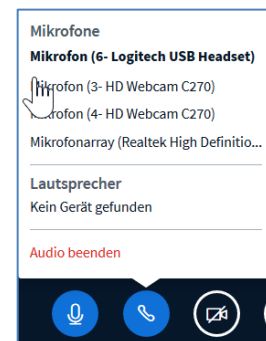 Mikrofone
Mikrofon (6- Logitech USB Headset)
Mikrofon (3- HD Webcam C270)
Mikrofon (4- HD Webcam C270)
Mikrofonarray (Realtek High Definitio...
Lautsprecher
Kein Gerät gefunden
Audio beenden